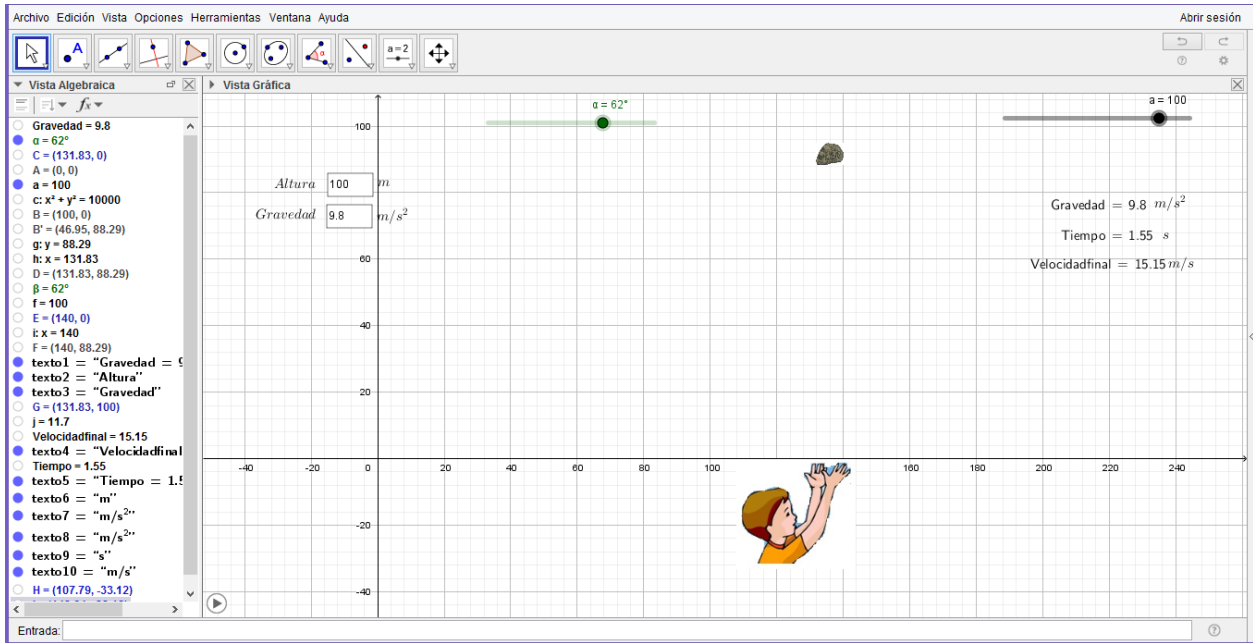 Archivo Edición Vista Opciones Herramientas Ventana Ayuda
Abrir sesión
A
α
a = 2
Vista Algebraica
Vista Gráfica
fx
Gravedad = 9.8
α = 62°
C = (131.83, 0)
A = (0, 0)
a = 100
c: x² + y² = 10000
B = (100, 0)
B' = (46.95, 88.29)
g: y = 88.29
h: x = 131.83
D = (131.83, 88.29)
β = 62°
f = 100
E = (140, 0)
i: x = 140
F = (140, 88.29)
texto1 = “Gravedad = 9
texto2 = “Altura”
texto3 = “Gravedad”
G = (131.83, 100)
j = 11.7
Velocidadfinal = 15.15
texto4 = “Velocidadfinal
Tiempo = 1.55
texto5 = “Tiempo = 1.5
texto6 = “m”
texto7 = “m/s²”
texto8 = “m/s²”
texto9 = “s”
texto10 = “m/s”
H = (107.79, -33.12)
α = 62°
a = 100
100
Altura 100 m
Gravedad 9.8 m/s²
Gravedad = 9.8 m/s²
Tiempo = 1.55 s
Velocidadfinal = 15.15 m/s
60
40
20
-40 -20 0 20 40 60 80 100 160 180 200 220 240
-20
-40
Entrada: